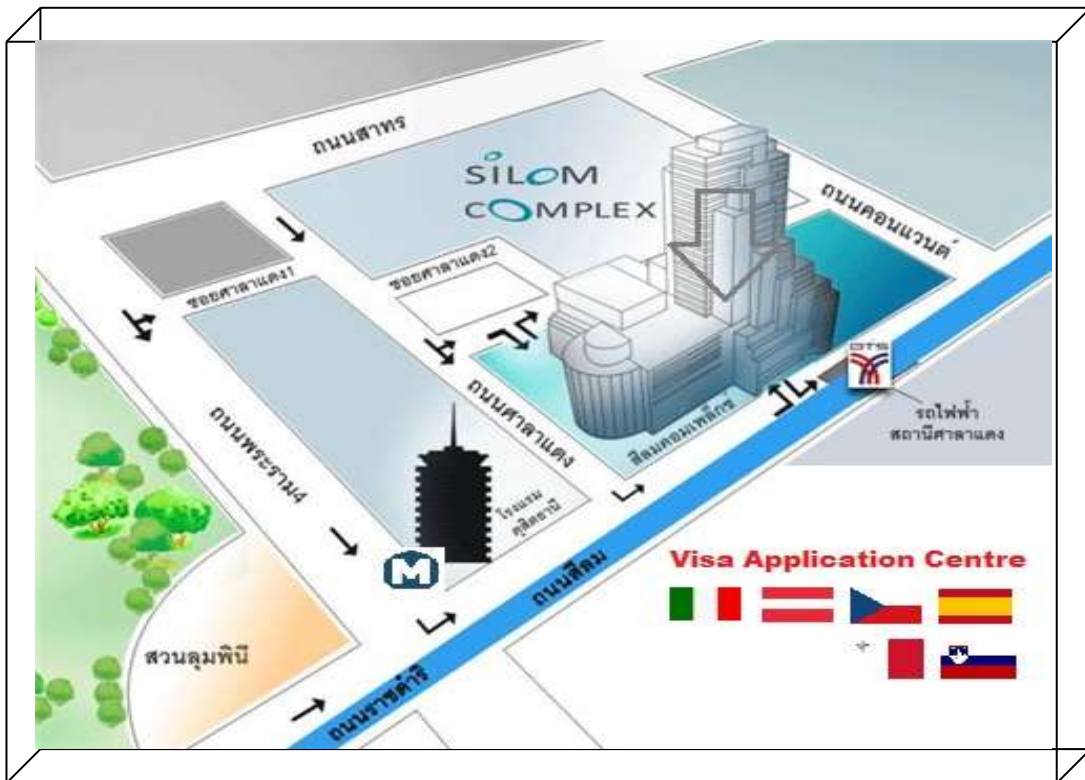 ถนนสาทร
SILOM
COMPLEX
ถนนคอนแวนต์
ซอยศาลาแดง1
ซอยศาลาแดง2
BTS
รถไฟฟ้า
สถานีศาลาแดง
ถนนศาลาแดง
สีลมคอมเพล็กซ์
ถนนพระราม4
โรงแรม
ดุสิตธานี
M
ถนนสีลม
Visa Application Centre
สวนลุมพินี
ถนนราชดำริ